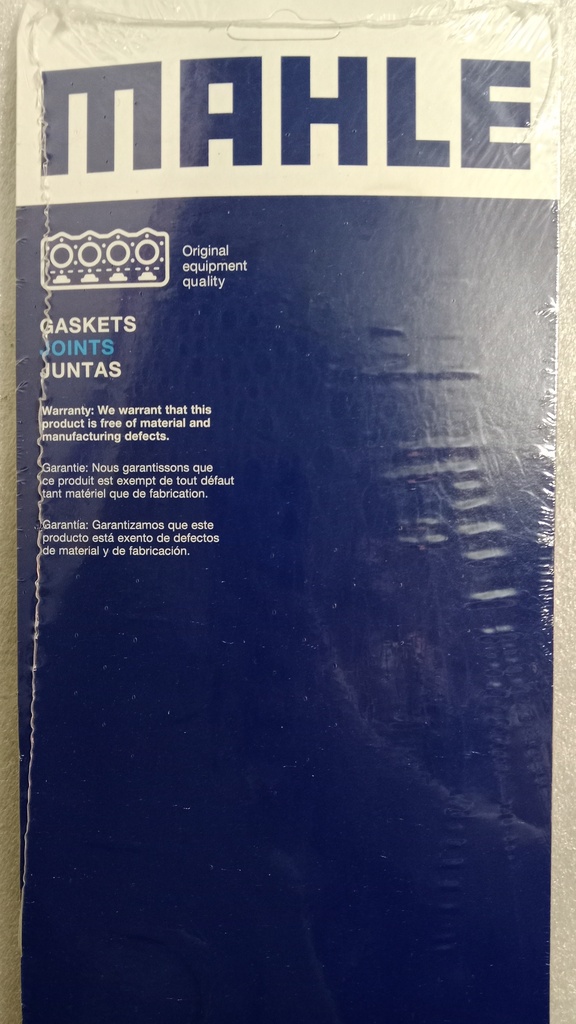 MAHLE
Original
equipment
quality
GASKETS
JOINTS
JUNTAS
Warranty: We warrant that this
product is free of material and
manufacturing defects.
Garantie: Nous garantissons que
ce produit est exempt de tout défaut
tant matériel que de fabrication.
Garantía: Garantizamos que este
producto está exento de defectos
de material y de fabricación.